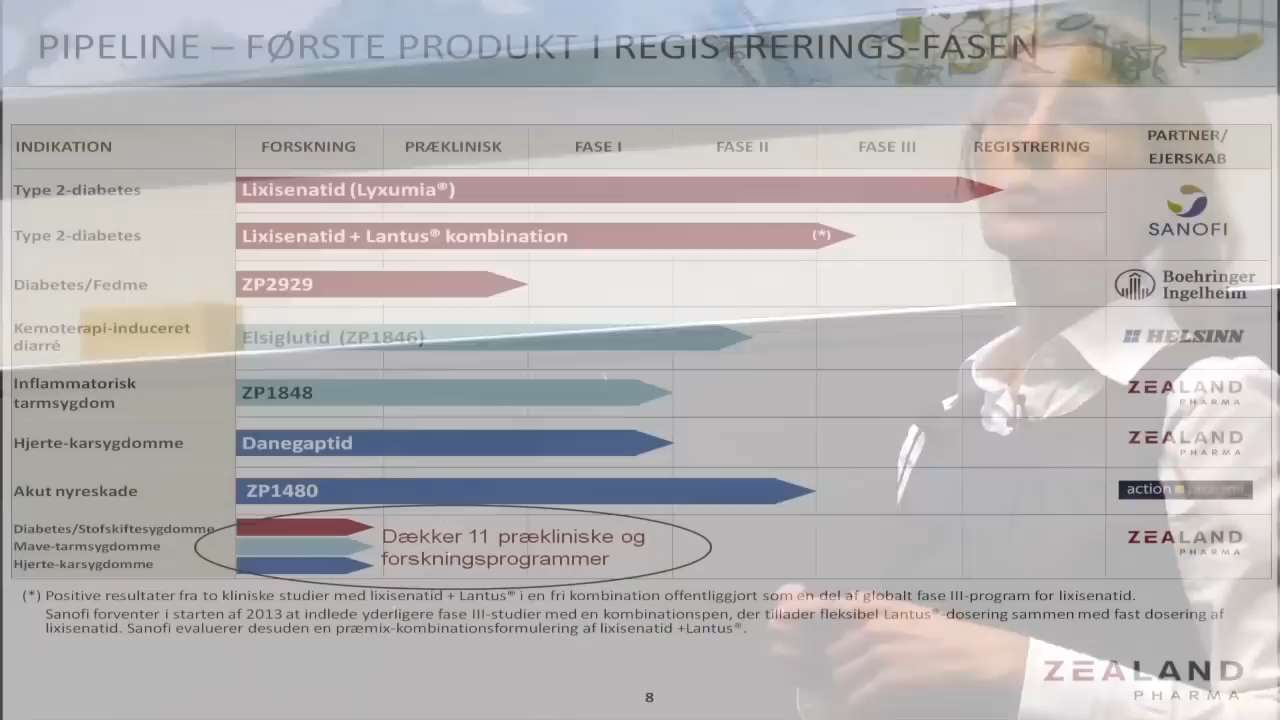 PIPELINE – FØRSTE PRODUKT I REGISTRERINGS-FASEN
INDIKATION FORSKNING PRÆKLINISK FASE I FASE II FASE III REGISTRERING PARTNER/
EJERSKAB
Type 2-diabetes Lixisenatid (Lyxumia®)
SANOFI
Type 2-diabetes Lixisenatid + Lantus® kombination (*)
Diabetes/Fedme ZP2929 Boehringer
Ingelheim
Kemoterapi-induceret
diarré Elsiglutid (ZP1846) HELSINN
Inflammatorisk
tarmsygdom ZP1848 ZEALAND
PHARMA
Hjerte-karsygdomme Danegaptid ZEALAND
PHARMA
Akut nyreskade ZP1480 action
Diabetes/Stofskiftesygdomme
Mave-tarmsygdomme
Hjerte-karsygdomme
Dækker 11 prækliniske og
forskningsprogrammer
ZEALAND
PHARMA
(*) Positive resultater fra to kliniske studier med lixisenatid + Lantus® i en fri kombination offentliggjort som en del af globalt fase III-program for lixisenatid.
Sanofi forventer i starten af 2013 at indlede yderligere fase III-studier med en kombinationspen, der tillader fleksibel Lantus®-dosering sammen med fast dosering af
lixisenatid. Sanofi evaluerer desuden en præmix-kombinationsformulering af lixisenatid +Lantus®.
ZEALAND
PHARMA
8